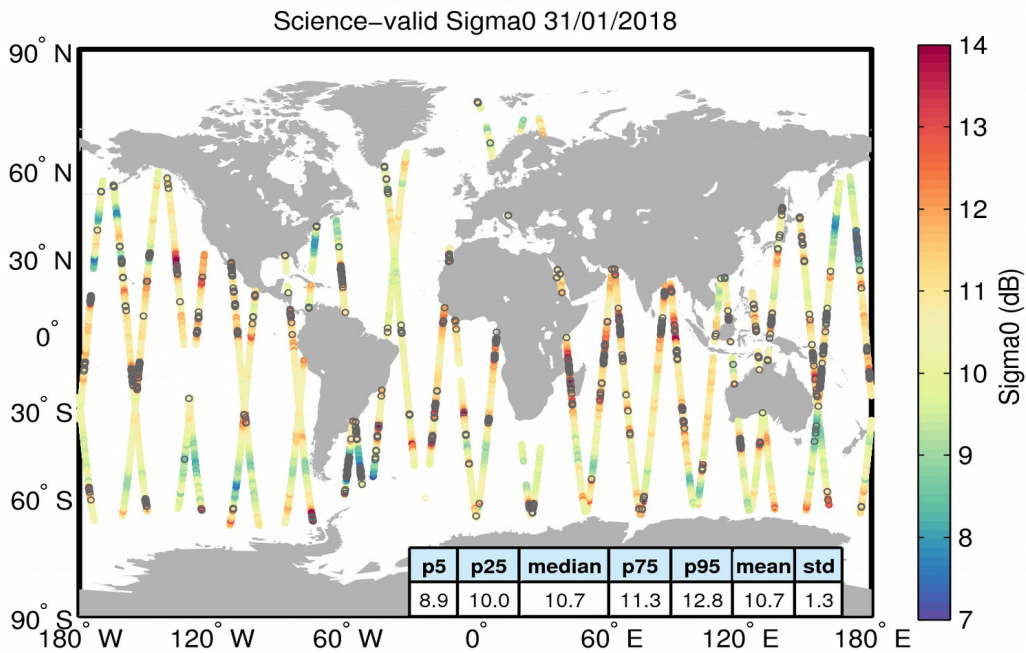 Science−valid Sigma0 31/01/2018
90° N
60° N
30° N
0°
30° S
60° S
90° S
180° W
120° W
60° W
0°
60° E
120° E
180° E
p5 p25 median p75 p95 mean std
8.9 10.0 10.7 11.3 12.8 10.7 1.3
14
13
12
11
10
9
8
7
Sigma0 (dB)